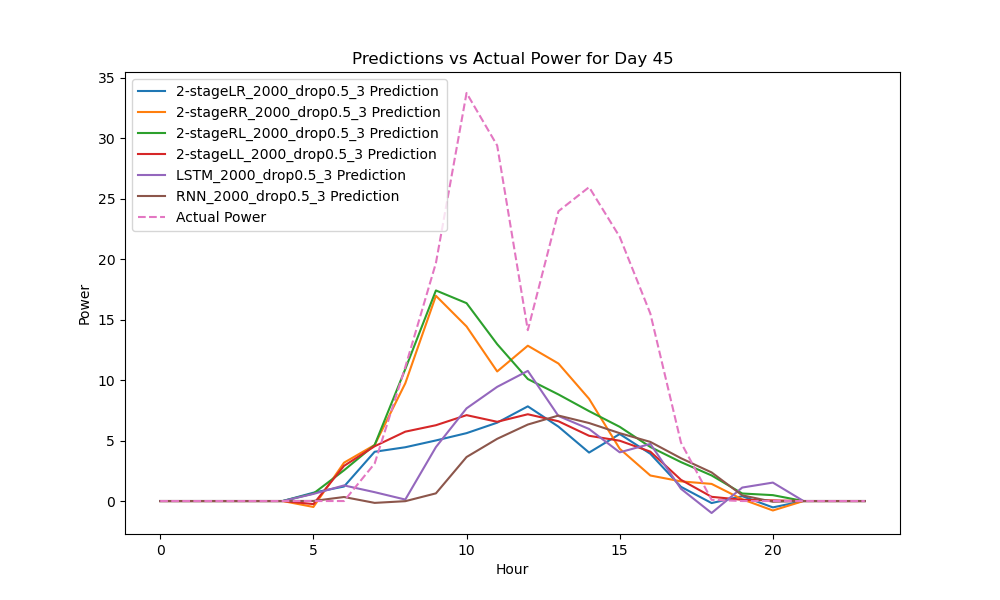 Predictions vs Actual Power for Day 45
35
30
25
20
15
10
5
0
Power
2-stageLR_2000_drop0.5_3 Prediction
2-stageRR_2000_drop0.5_3 Prediction
2-stageRL_2000_drop0.5_3 Prediction
2-stageLL_2000_drop0.5_3 Prediction
LSTM_2000_drop0.5_3 Prediction
RNN_2000_drop0.5_3 Prediction
Actual Power
0 5 10 15 20
Hour